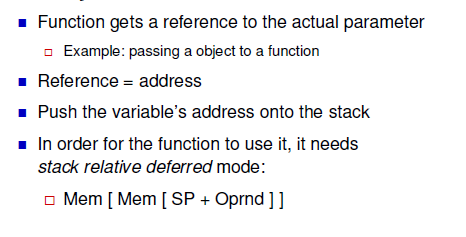 Function gets a reference to the actual parameter
Example: passing a object to a function
Reference = address
Push the variable's address onto the stack
In order for the function to use it, it needs
stack relative deferred mode:
Mem [ Mem [ SP + Oprnd ] ]